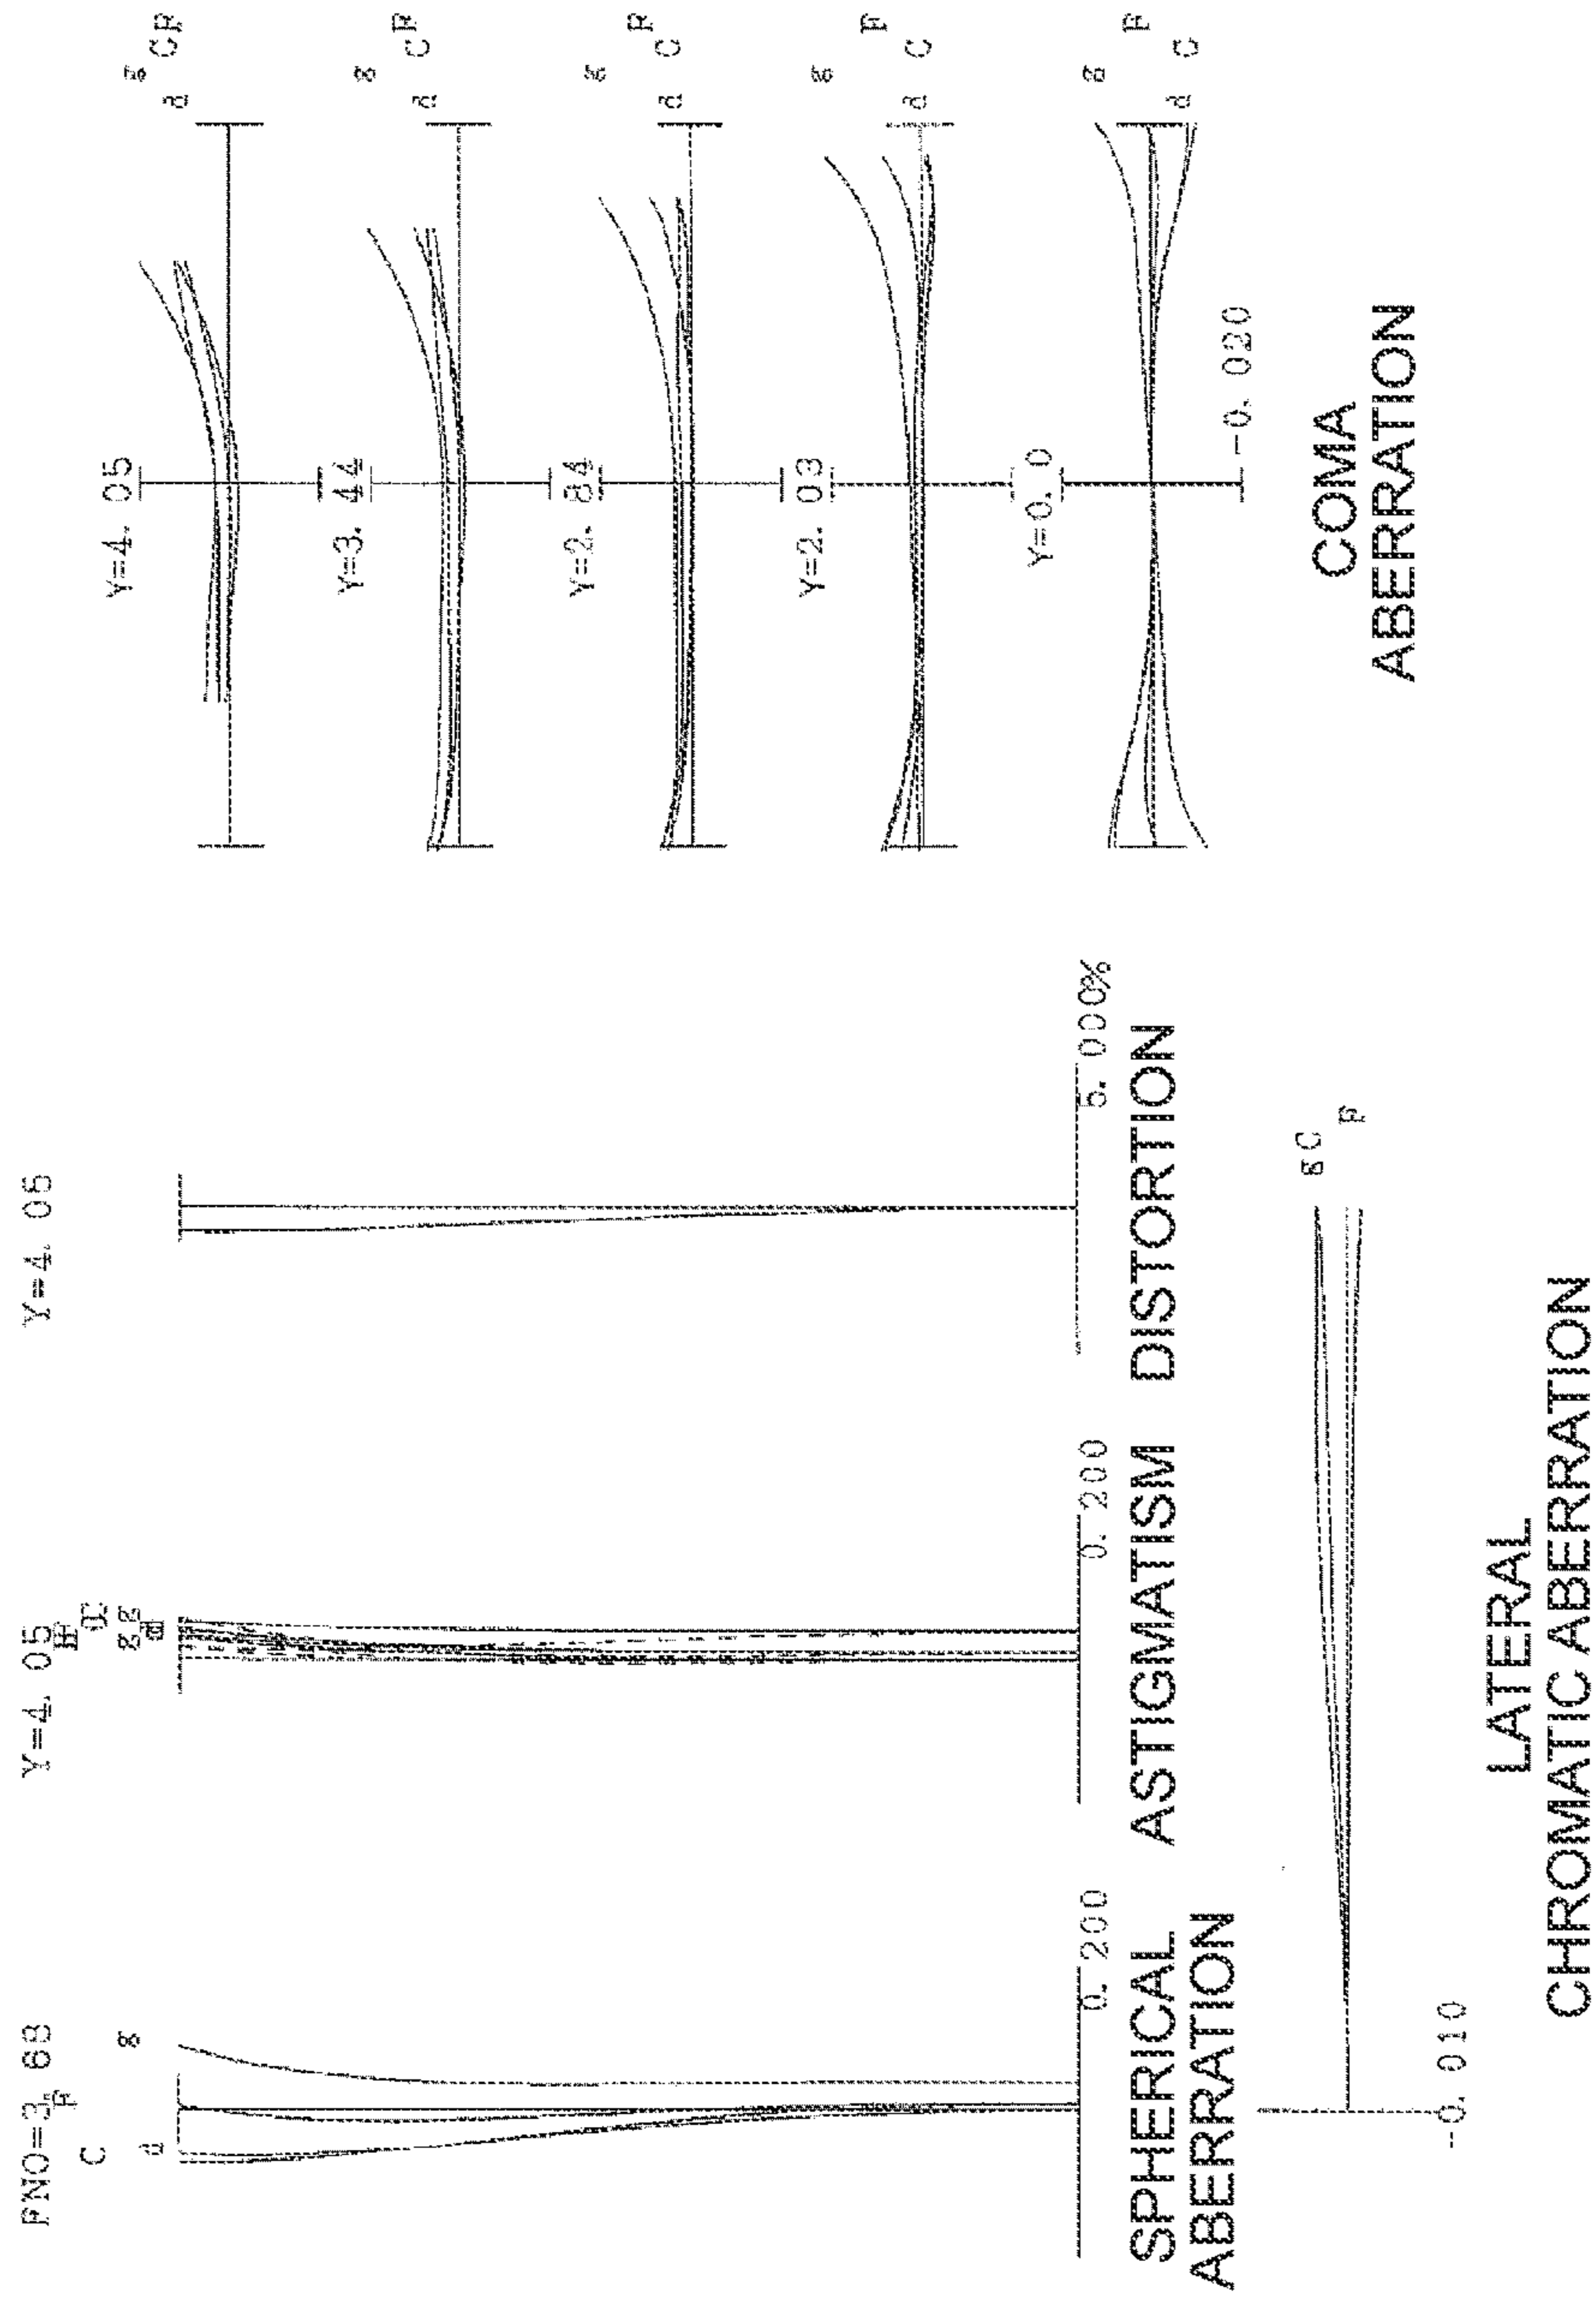 FNO=3. 68
F
C
d
g
0. 200
SPHERICAL
ABERRATION
Y=4. 05
F
C
g g
d
0. 200
ASTIGMATISM
Y=4. 05
5. 000%
DISTORTION
g C
F
-0. 010
LATERAL
CHROMATIC ABERRATION
Y=4. 05
g
d
CF
Y=3. 44
g
d
C
F
Y=2. 84
g
d
C
F
Y=2. 03
g
F
d
C
Y=0. 0
g
F
d
C
-0. 020
COMA
ABERRATION